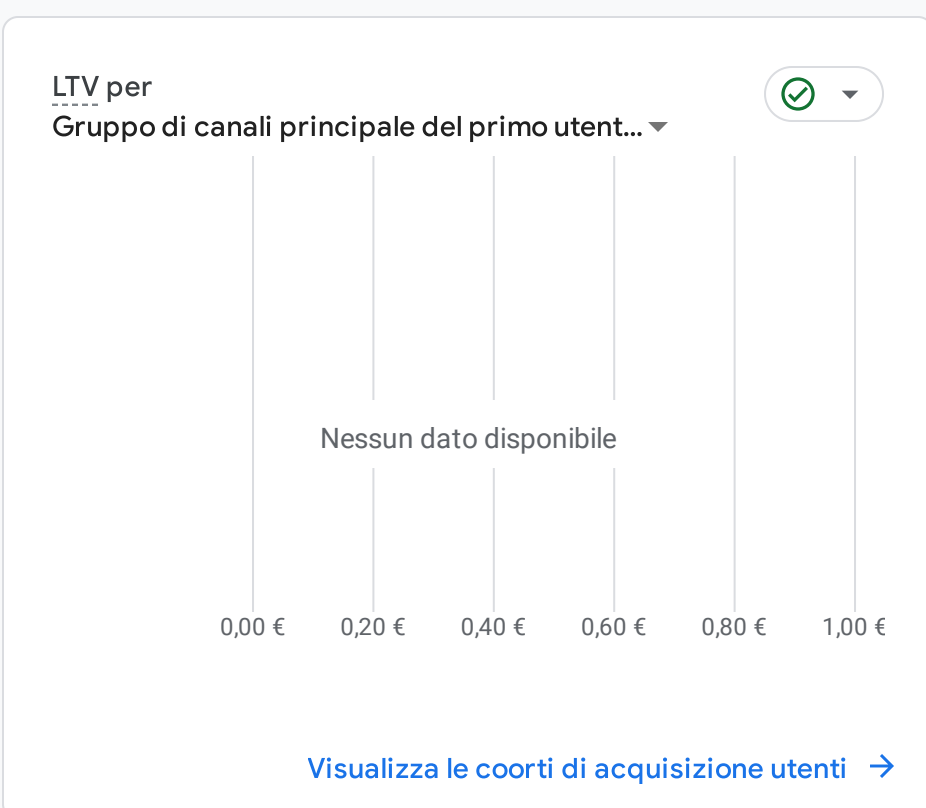 LTV per
Gruppo di canali principale del primo utent...
Nessun dato disponibile
0,00 € 0,20 € 0,40 € 0,60 € 0,80 € 1,00 €
Visualizza le coorti di acquisizione utenti